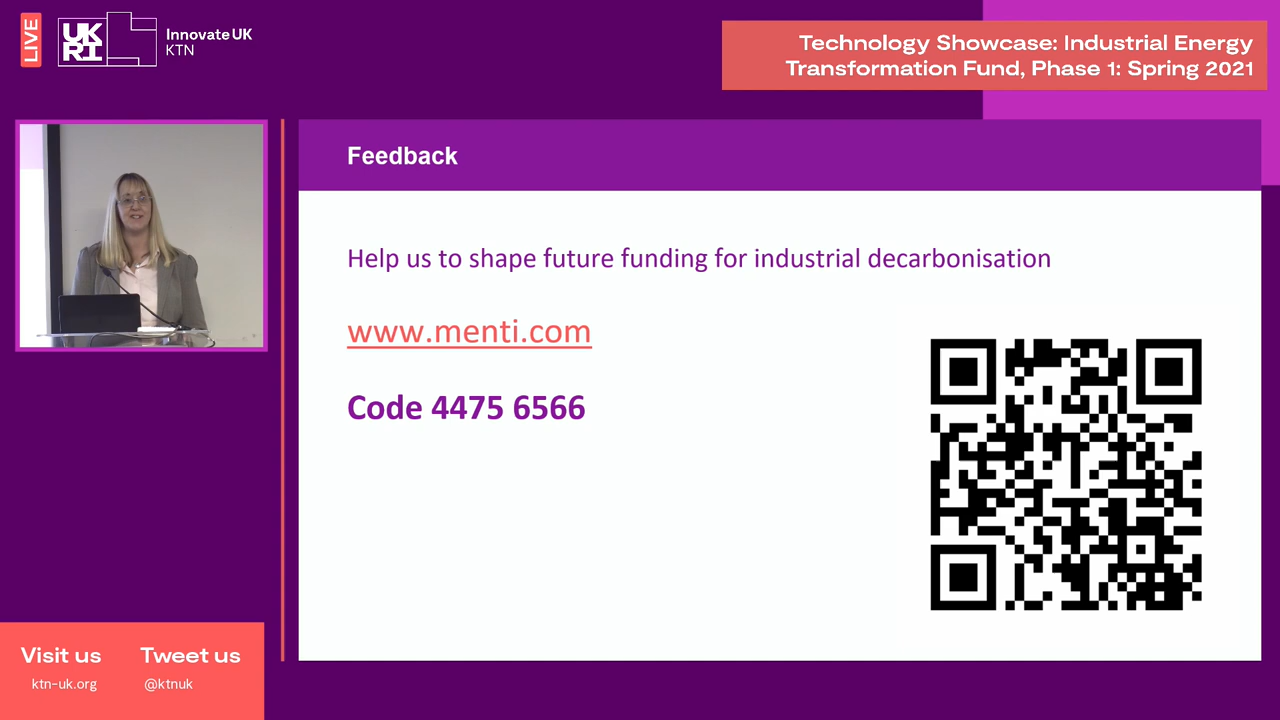 LIVE
UK
RI
Innovate UK
KTN
Technology Showcase: Industrial Energy
Transformation Fund, Phase 1: Spring 2021
Feedback
Help us to shape future funding for industrial decarbonisation
www.menti.com
Code 4475 6566
Visit us
Tweet us
ktn-uk.org
@ktnuk